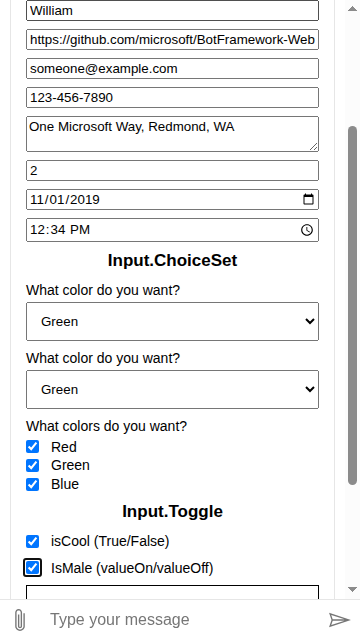 William
https://github.com/microsoft/BotFramework-Web
someone@example.com
123-456-7890
One Microsoft Way, Redmond, WA
2
11/01/2019
12:34 PM
Input.ChoiceSet
What color do you want?
Green
What color do you want?
Green
What colors do you want?
Red
Green
Blue
Input.Toggle
isCool (True/False)
IsMale (valueOn/valueOff)
Type your message